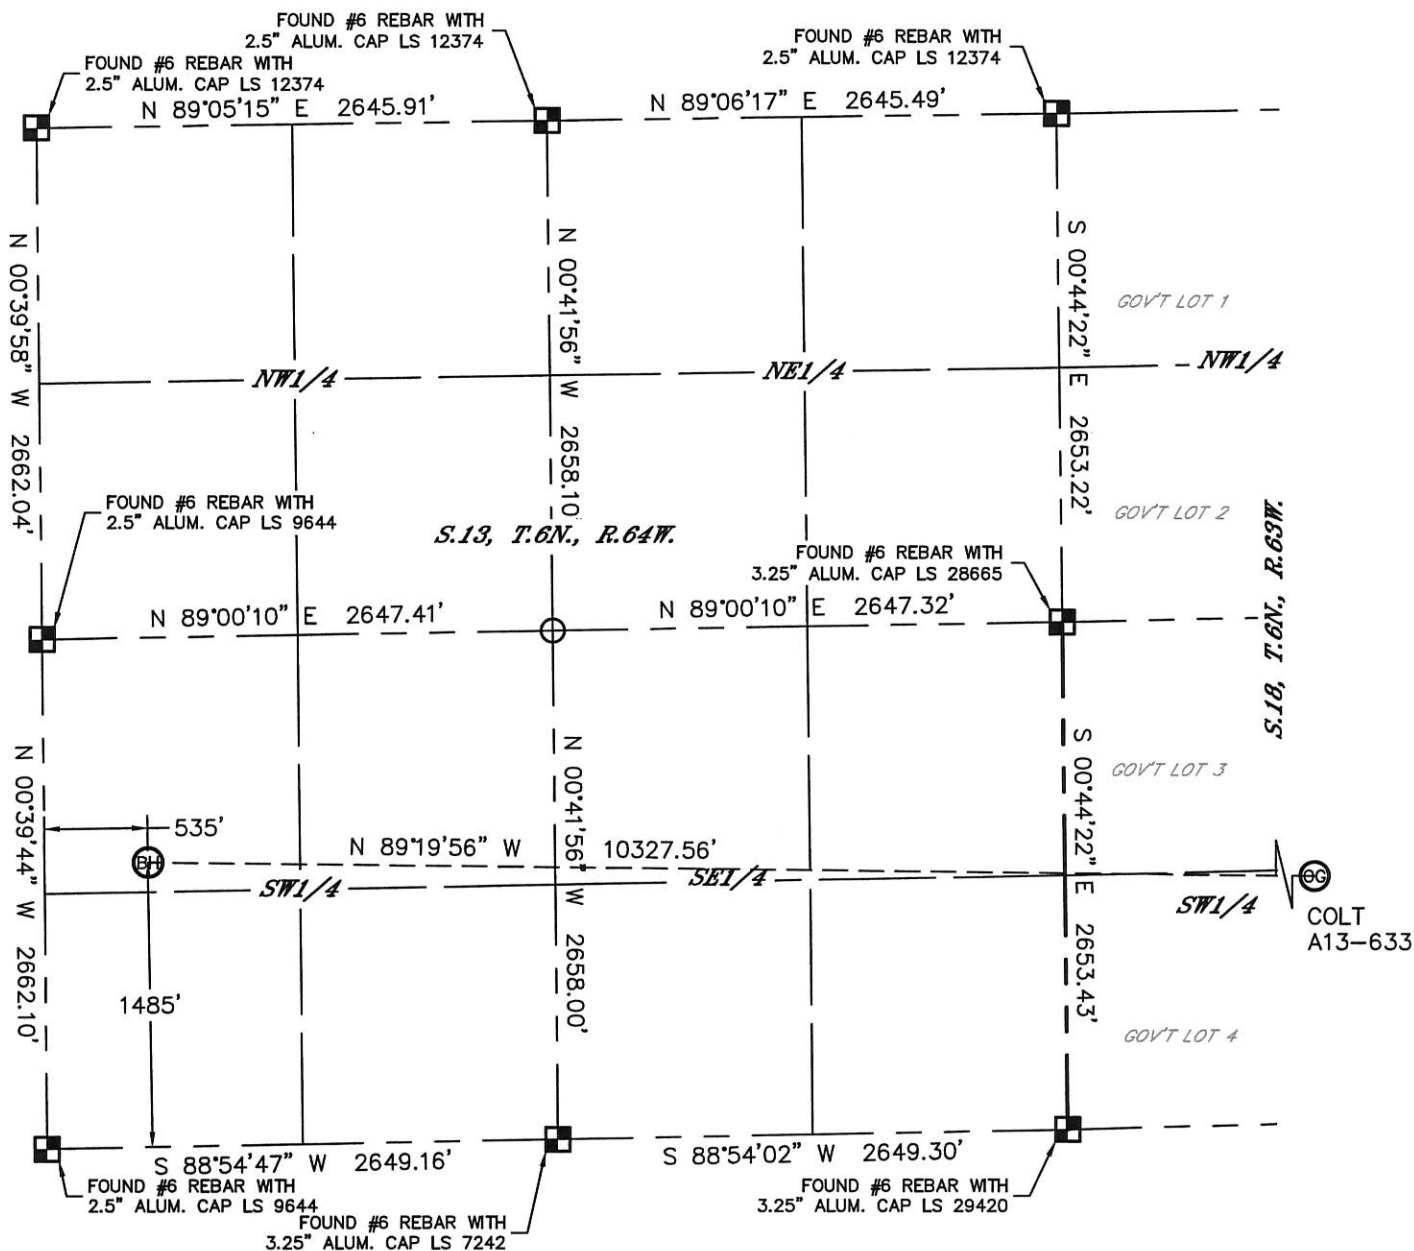 FOUND #6 REBAR WITH
2.5" ALUM. CAP LS 12374
FOUND #6 REBAR WITH
2.5" ALUM. CAP LS 12374
FOUND #6 REBAR WITH
2.5" ALUM. CAP LS 12374
N 89°05'15" E 2645.91'
N 89°06'17" E 2645.49'
N 00°39'58" W 2662.04'
N 00°41'56" W 2658.10'
S 00°44'22" E 2653.22'
GOV'T LOT 1
NW1/4
NE1/4
NW1/4
FOUND #6 REBAR WITH
2.5" ALUM. CAP LS 9644
S.13, T.6N., R.64W.
GOV'T LOT 2
FOUND #6 REBAR WITH
3.25" ALUM. CAP LS 28665
S.18, T.6N., R.63W.
N 89°00'10" E 2647.41'
N 89°00'10" E 2647.32'
N 00°39'44" W 2662.10'
N 00°41'56" W 2658.00'
S 00°44'22" E 2653.43'
GOV'T LOT 3
535'
N 89°19'56" W 10327.56'
BH
SW1/4
SE1/4
SW1/4
OG
COLT
A13-633
1485'
GOV'T LOT 4
S 88°54'47" W 2649.16'
S 88°54'02" W 2649.30'
FOUND #6 REBAR WITH
2.5" ALUM. CAP LS 9644
FOUND #6 REBAR WITH
3.25" ALUM. CAP LS 7242
FOUND #6 REBAR WITH
3.25" ALUM. CAP LS 29420